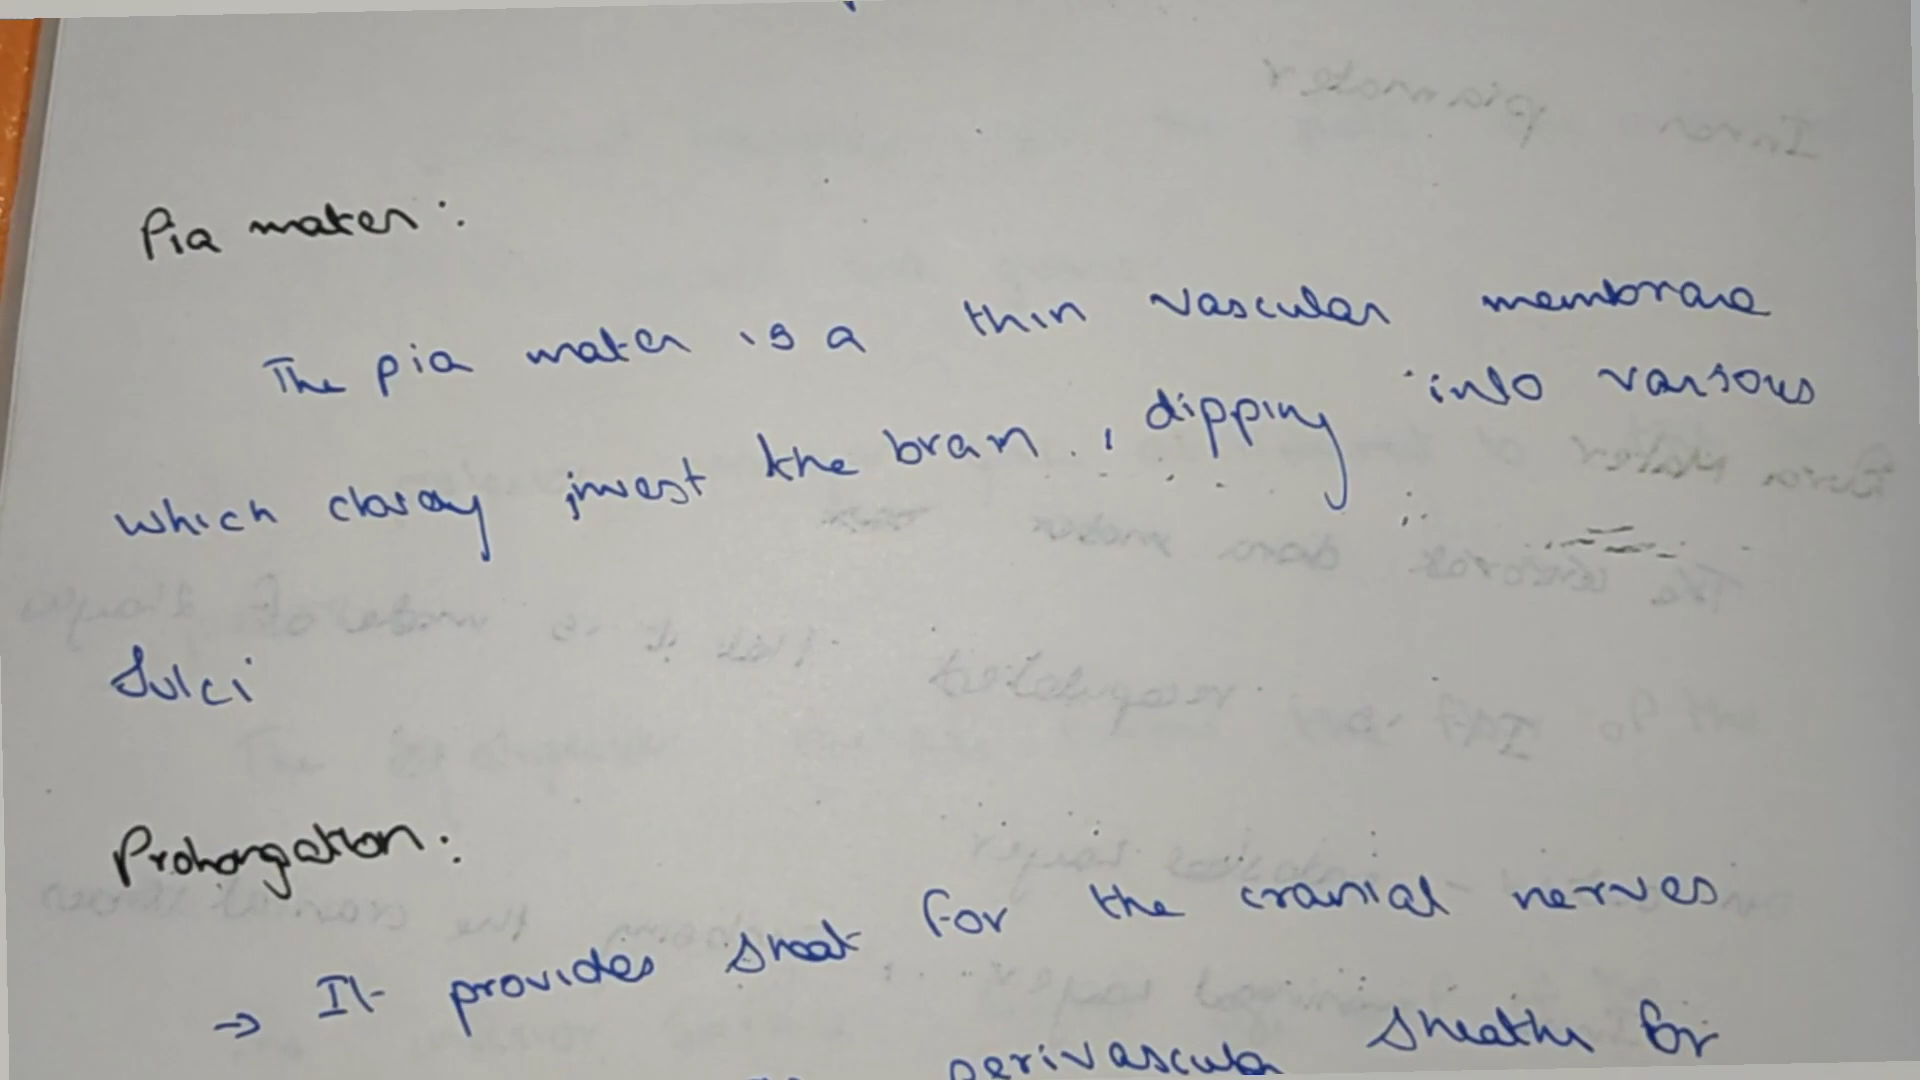 Pia mater :
The pia mater is a thin vascular membrane
which closely invest the brain , dipping into various
Sulci
Prolongation :
→ It provides sheat for the cranial nerves
perivascular sheaths for